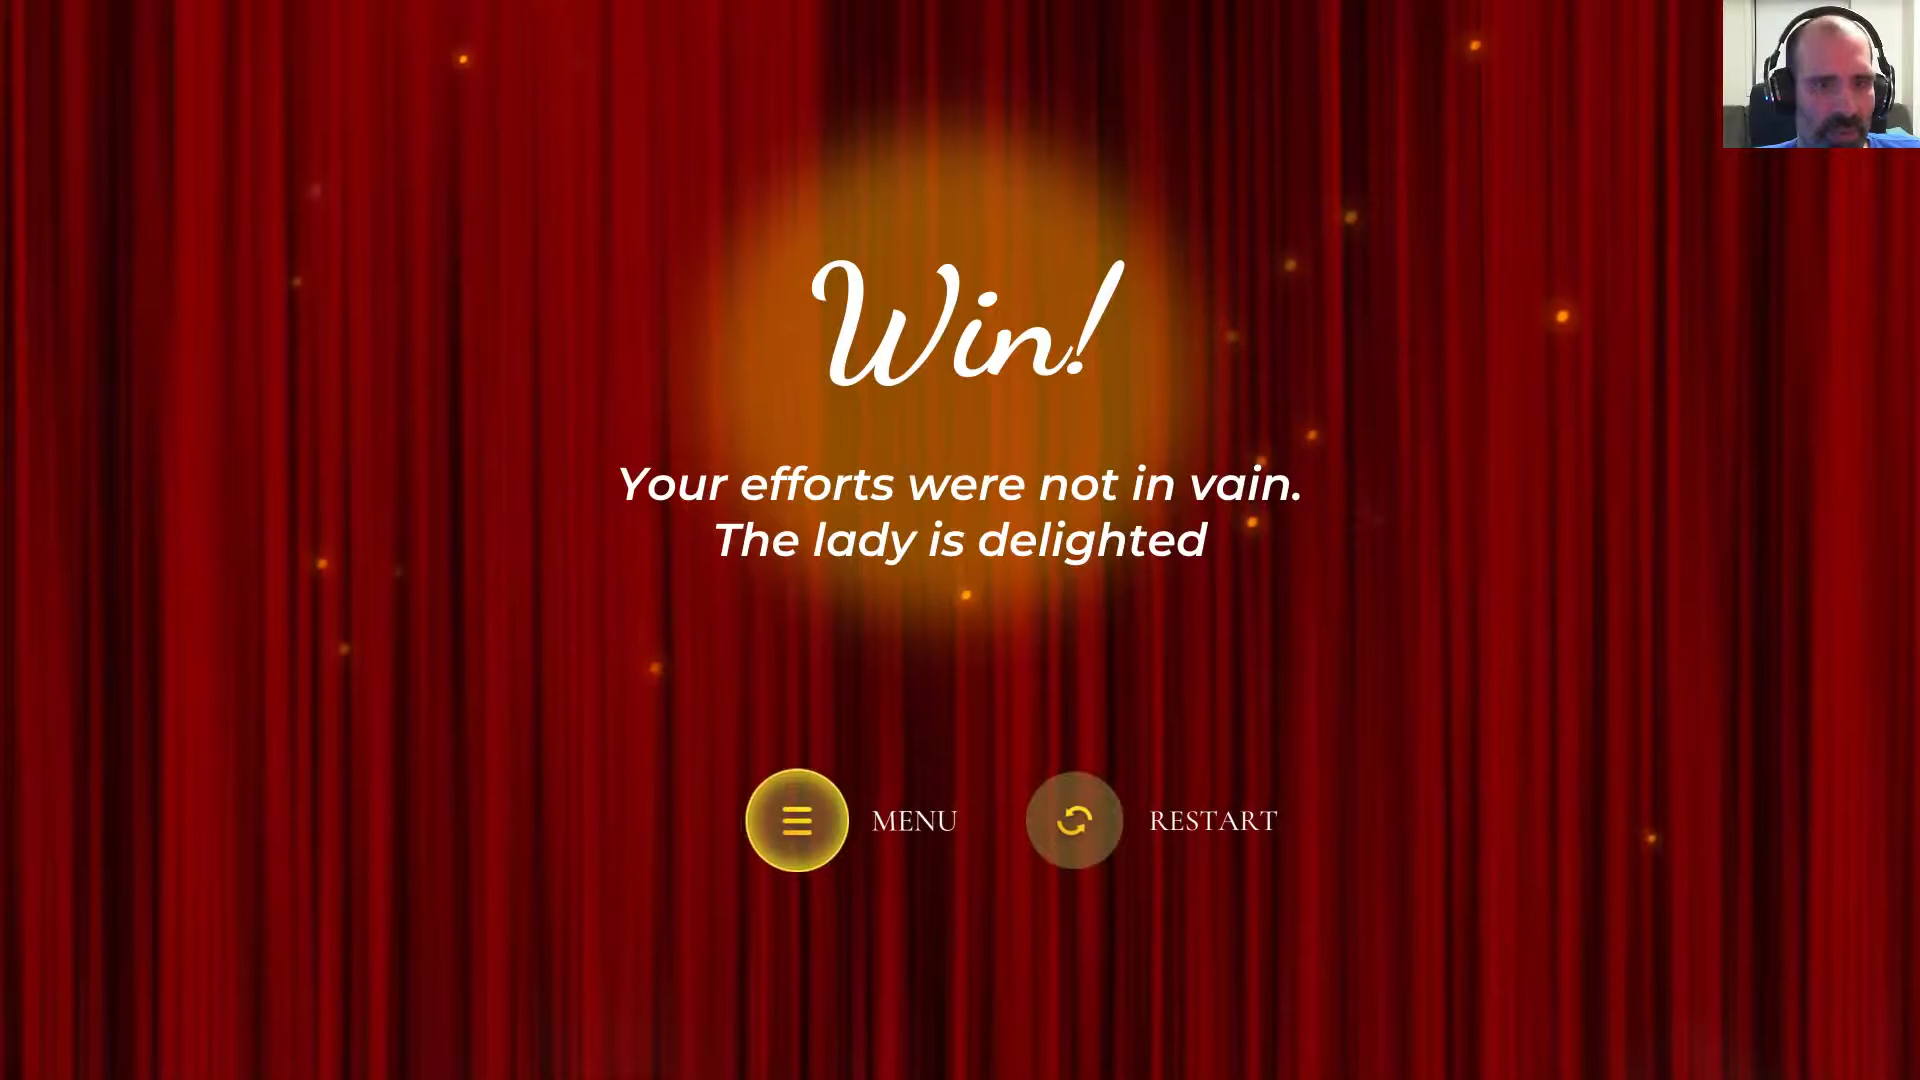 Win!
Your efforts were not in vain.
The lady is delighted
MENU
RESTART